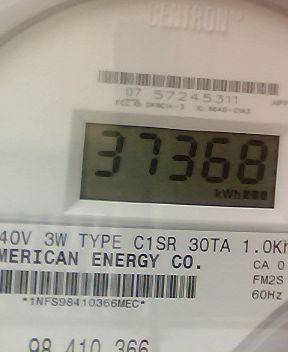 CENTRON
07 57245311
37368
kWh
40V 3W TYPE C1SR 30TA 1.0Kh
MERICAN ENERGY CO.
CA 0
FM2S
60Hz
*1NFS98410366MEC*
98 410 366